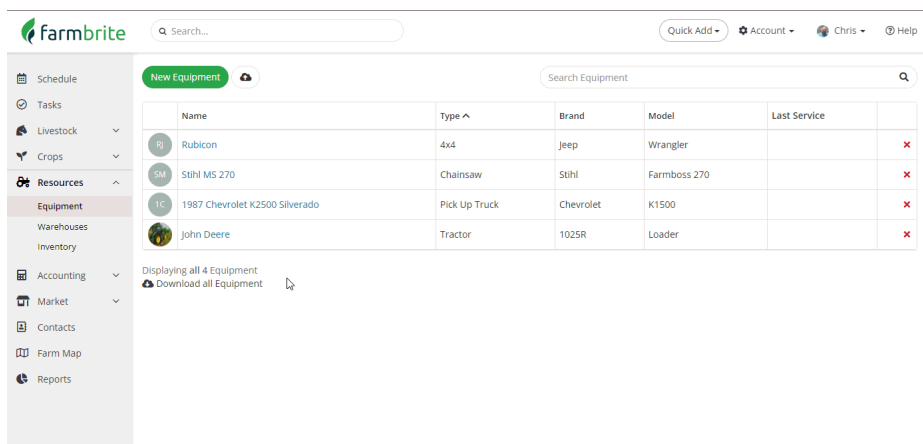 farmbrite
Search...
Quick Add
Account
Chris
Help
Schedule
Tasks
Livestock
Crops
Resources
Equipment
Warehouses
Inventory
Accounting
Market
Contacts
Farm Map
Reports
New Equipment
Search Equipment
Name Type Brand Model Last Service
RJ Rubicon 4x4 Jeep Wrangler
SM Stihl MS 270 Chainsaw Stihl Farmboss 270
1C 1987 Chevrolet K2500 Silverado Pick Up Truck Chevrolet K1500
John Deere Tractor 1025R Loader
Displaying all 4 Equipment
Download all Equipment